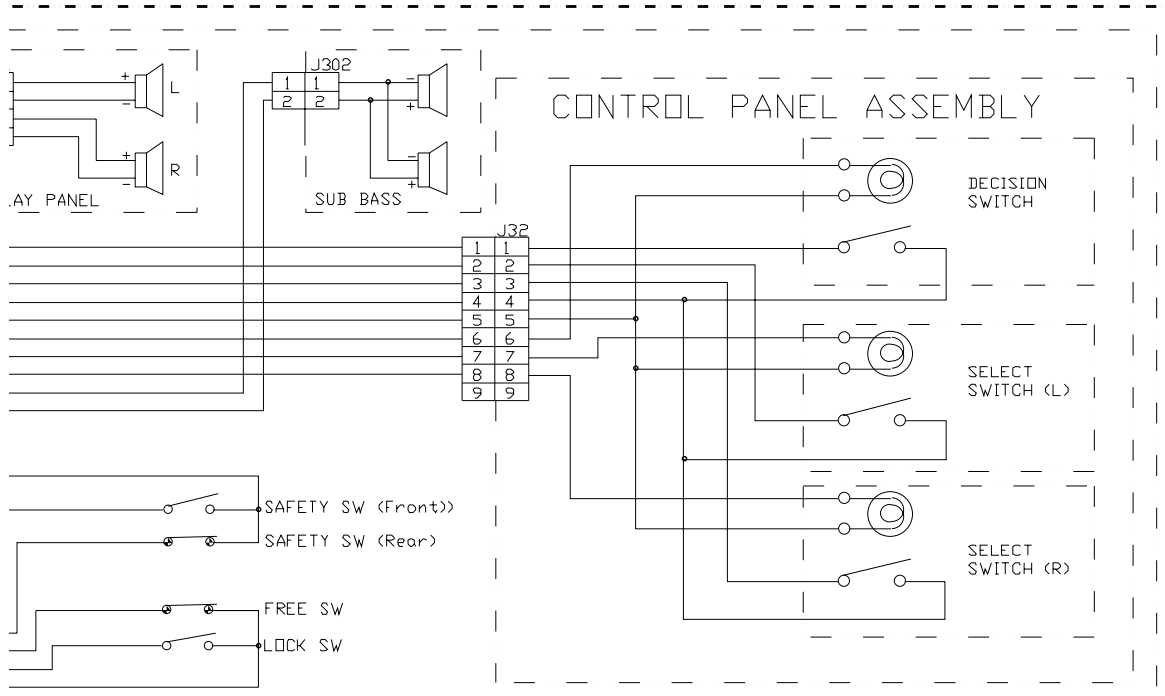 J302
1 1
2 2
+
-
L
+
-
R
-
+
-
+
SUB BASS
LAY PANEL
CONTROL PANEL ASSEMBLY
DECISION
SWITCH
J32
1 1
2 2
3 3
4 4
5 5
6 6
7 7
8 8
9 9
SELECT
SWITCH (L)
SELECT
SWITCH (R)
SAFETY SW (Front))
SAFETY SW (Rear)
FREE SW
LOCK SW